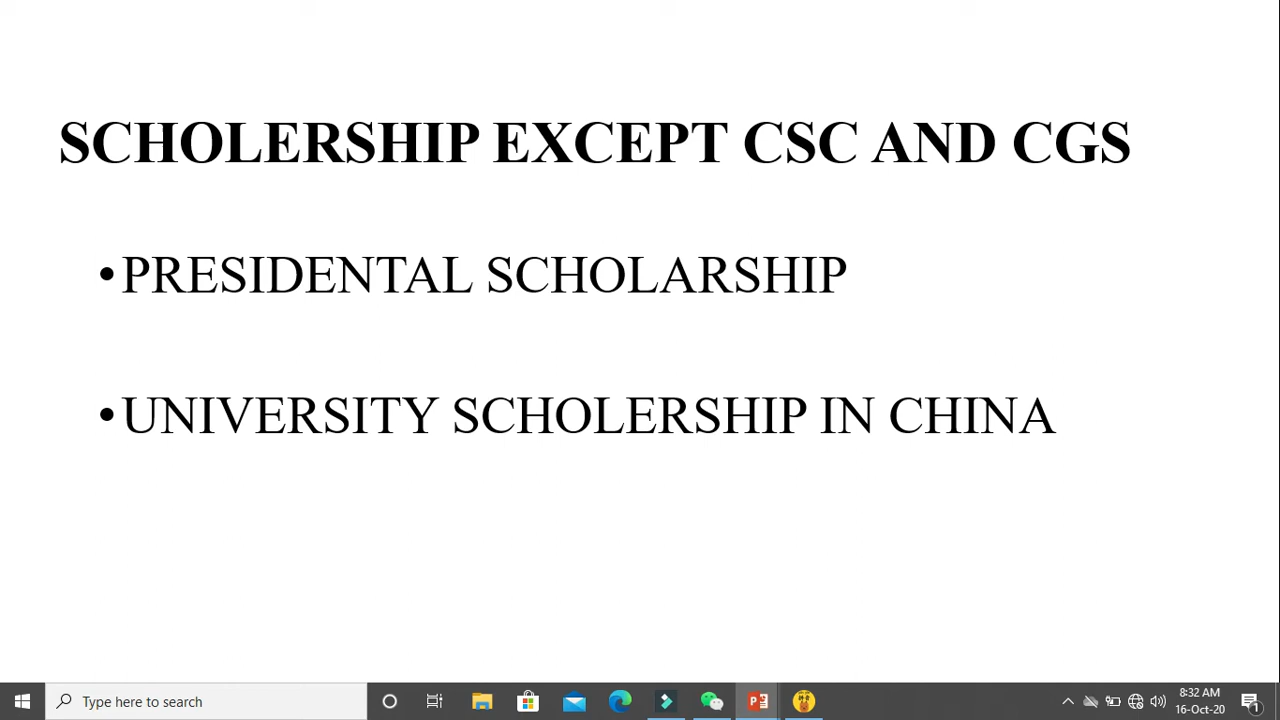 SCHOLERSHIP EXCEPT CSC AND CGS
•PRESIDENTAL SCHOLARSHIP
•UNIVERSITY SCHOLERSHIP IN CHINA
Type here to search
8:32 AM
16-Oct-20
1